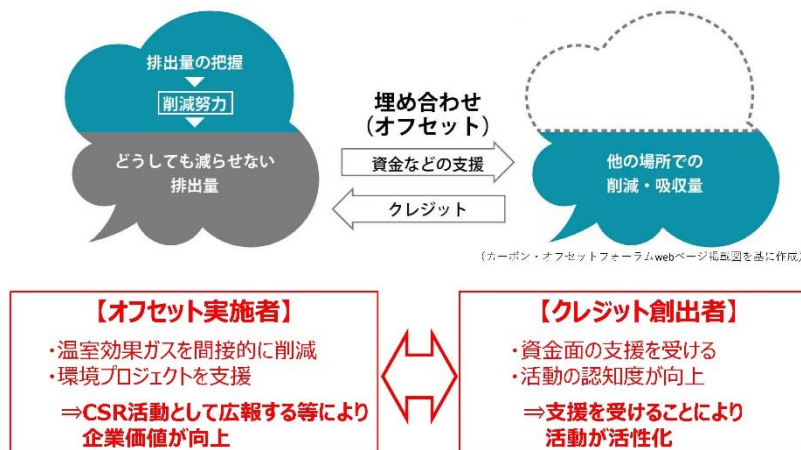 排出量の把握
削減努力
どうしても減らせない
排出量
埋め合わせ
(オフセット)
資金などの支援
クレジット
他の場所での
削減・吸収量
(カーボン・オフセットフォーラムwebページ掲載図を基に作成)
【オフセット実施者】
・温室効果ガスを間接的に削減
・環境プロジェクトを支援
⇒CSR活動として広報する等により
企業価値が向上
【クレジット創出者】
・資金面の支援を受ける
・活動の認知度が向上
⇒支援を受けることにより
活動が活性化